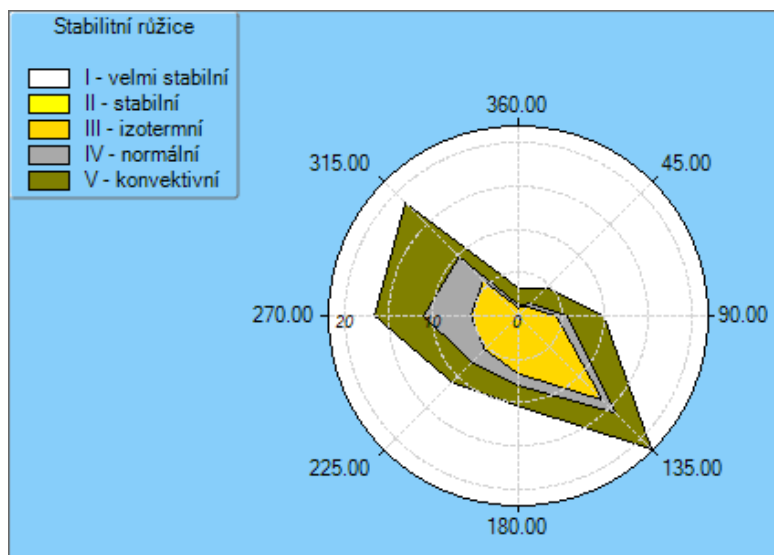 Stabilitní růžice
I - velmi stabilní
II - stabilní
III - izotermní
IV - normální
V - konvektivní
360.00
315.00
45.00
270.00
20
10
0
90.00
225.00
135.00
180.00